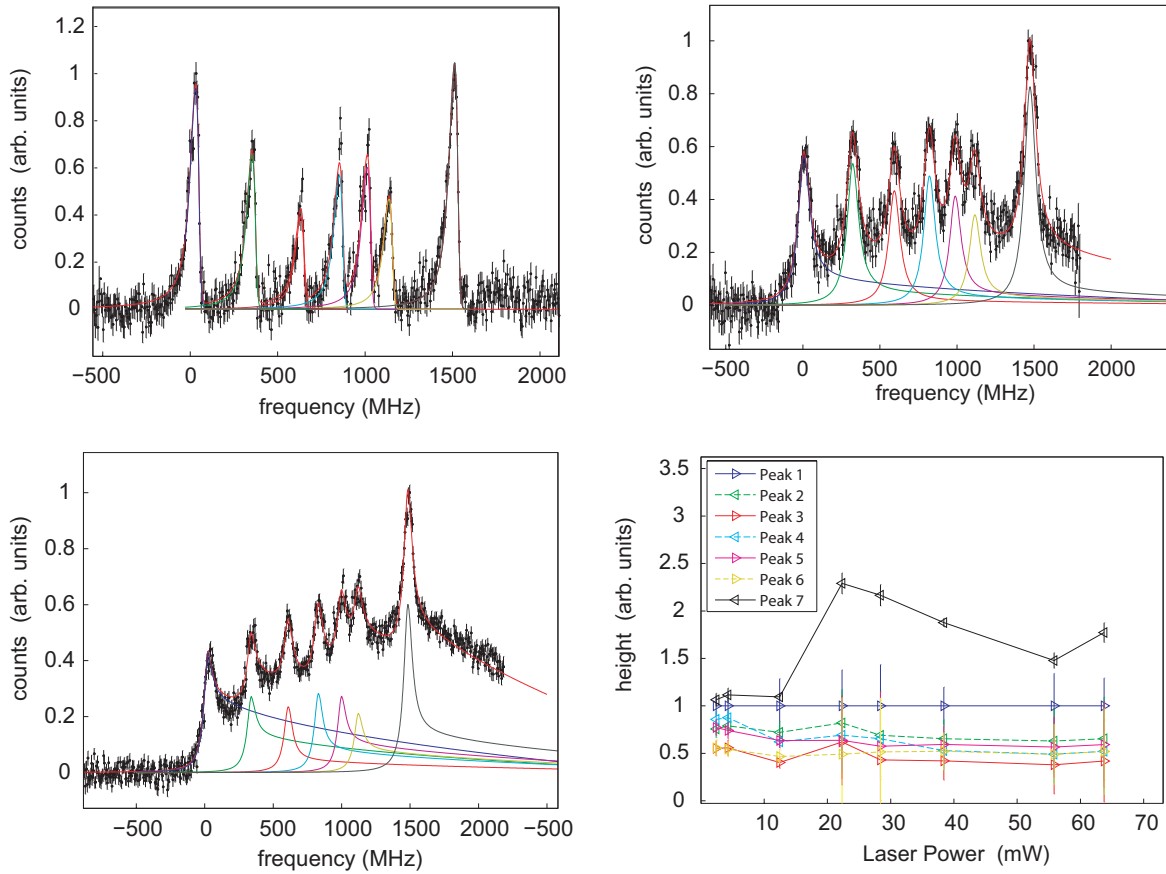 1.2
1
0.8
0.6
0.4
0.2
0
counts (arb. units)
−500 0 500 1000 1500 2000
frequency (MHz)
1
0.8
0.6
0.4
0.2
0
counts (arb. units)
−500 0 500 1000 1500 2000
frequency (MHz)
1
0.8
0.6
0.4
0.2
0
counts (arb. units)
−500 0 500 1000 1500 2000 −500
frequency (MHz)
3.5
3
2.5
2
1.5
1
0.5
0
height (arb. units)
Peak 1
Peak 2
Peak 3
Peak 4
Peak 5
Peak 6
Peak 7
10 20 30 40 50 60 70
Laser Power (mW)